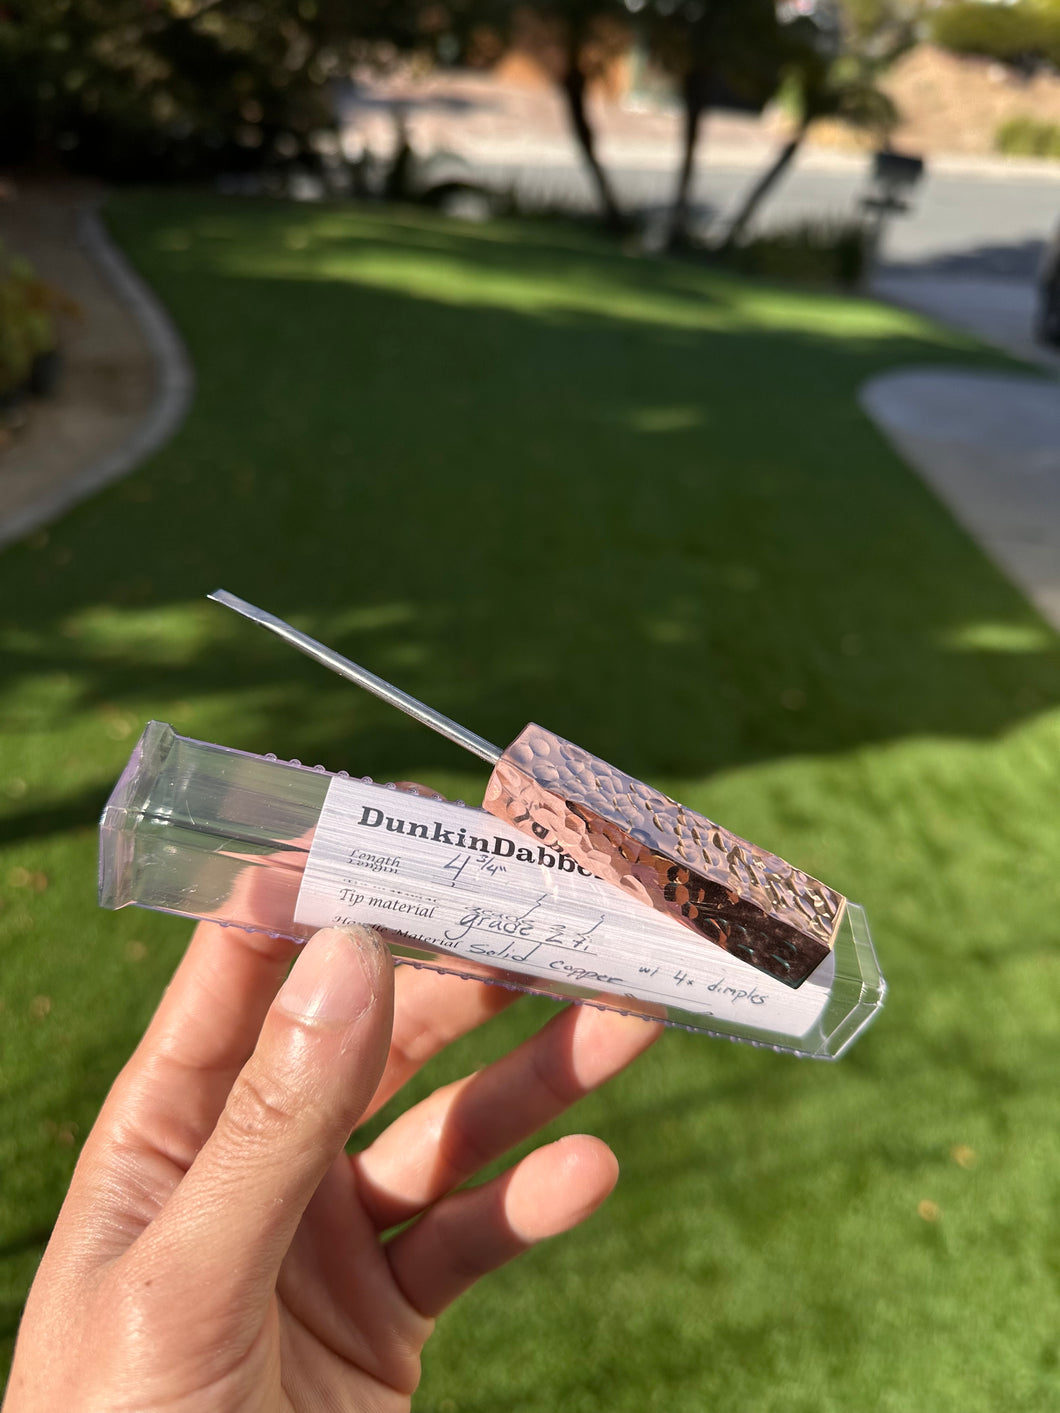 DunkinDabbe
Length 4 3/4"
Tip material grade 2 Ti
Handle Material Solid copper w/ 4x dimples